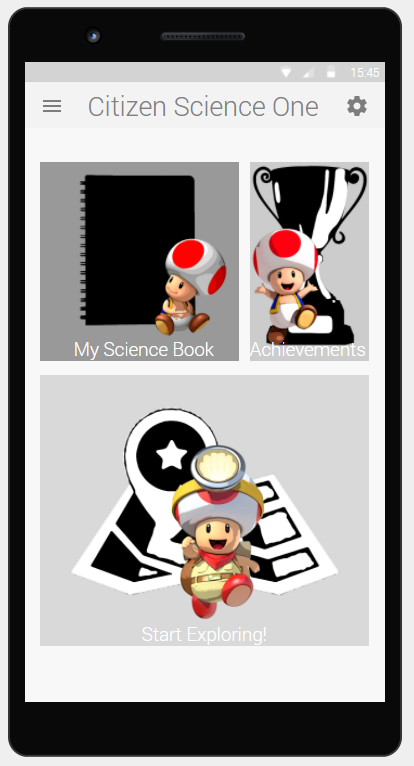 15:45
Citizen Science One
My Science Book
Achievements
Start Exploring!